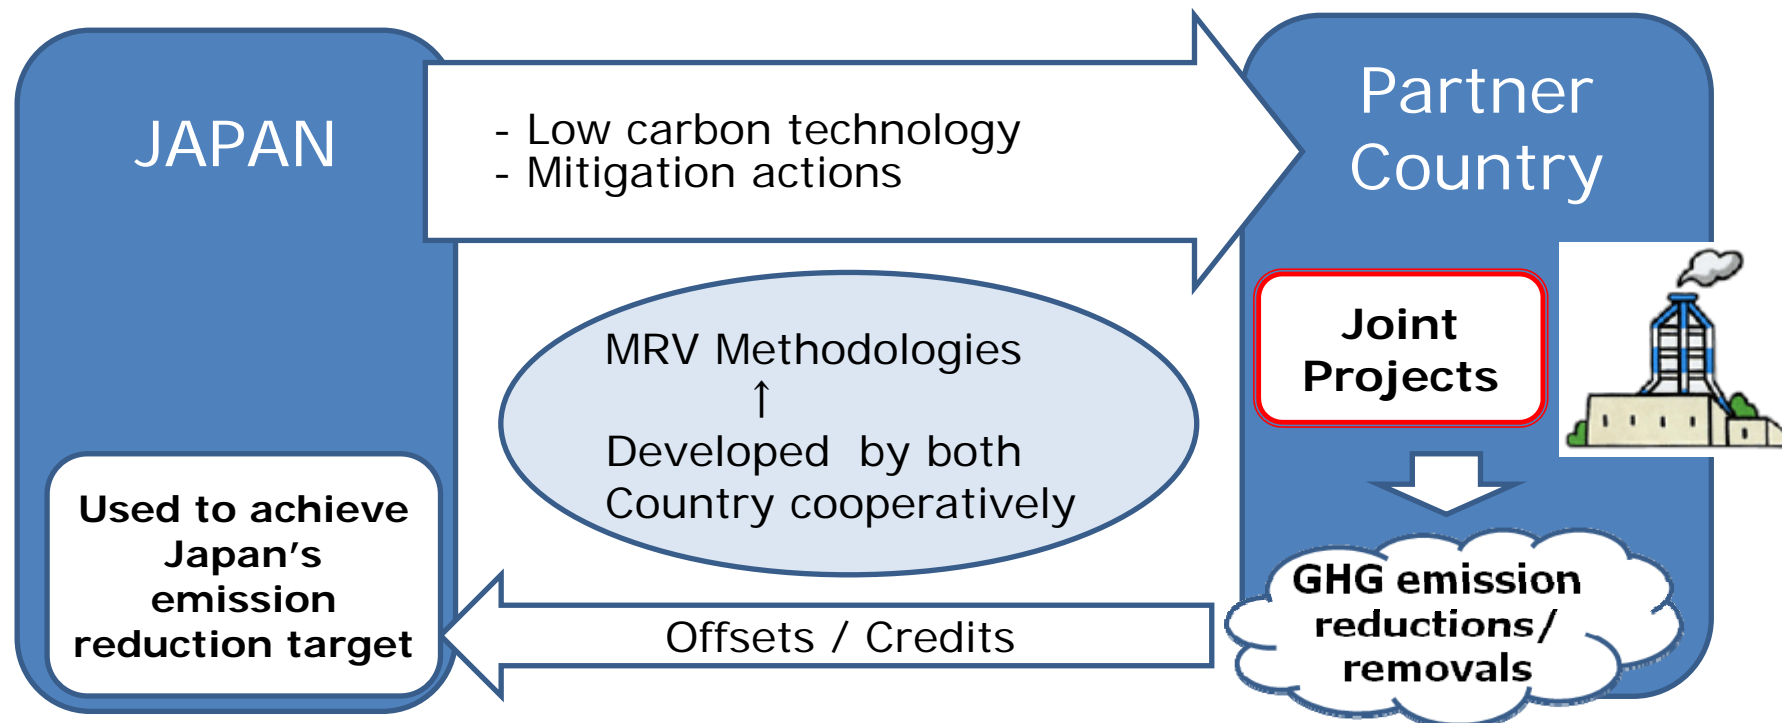 JAPAN
- Low carbon technology
- Mitigation actions
Partner
Country
MRV Methodologies
↑
Developed by both
Country cooperatively
Joint
Projects
Used to achieve
Japan's
emission
reduction target
Offsets / Credits
GHG emission
reductions/
removals